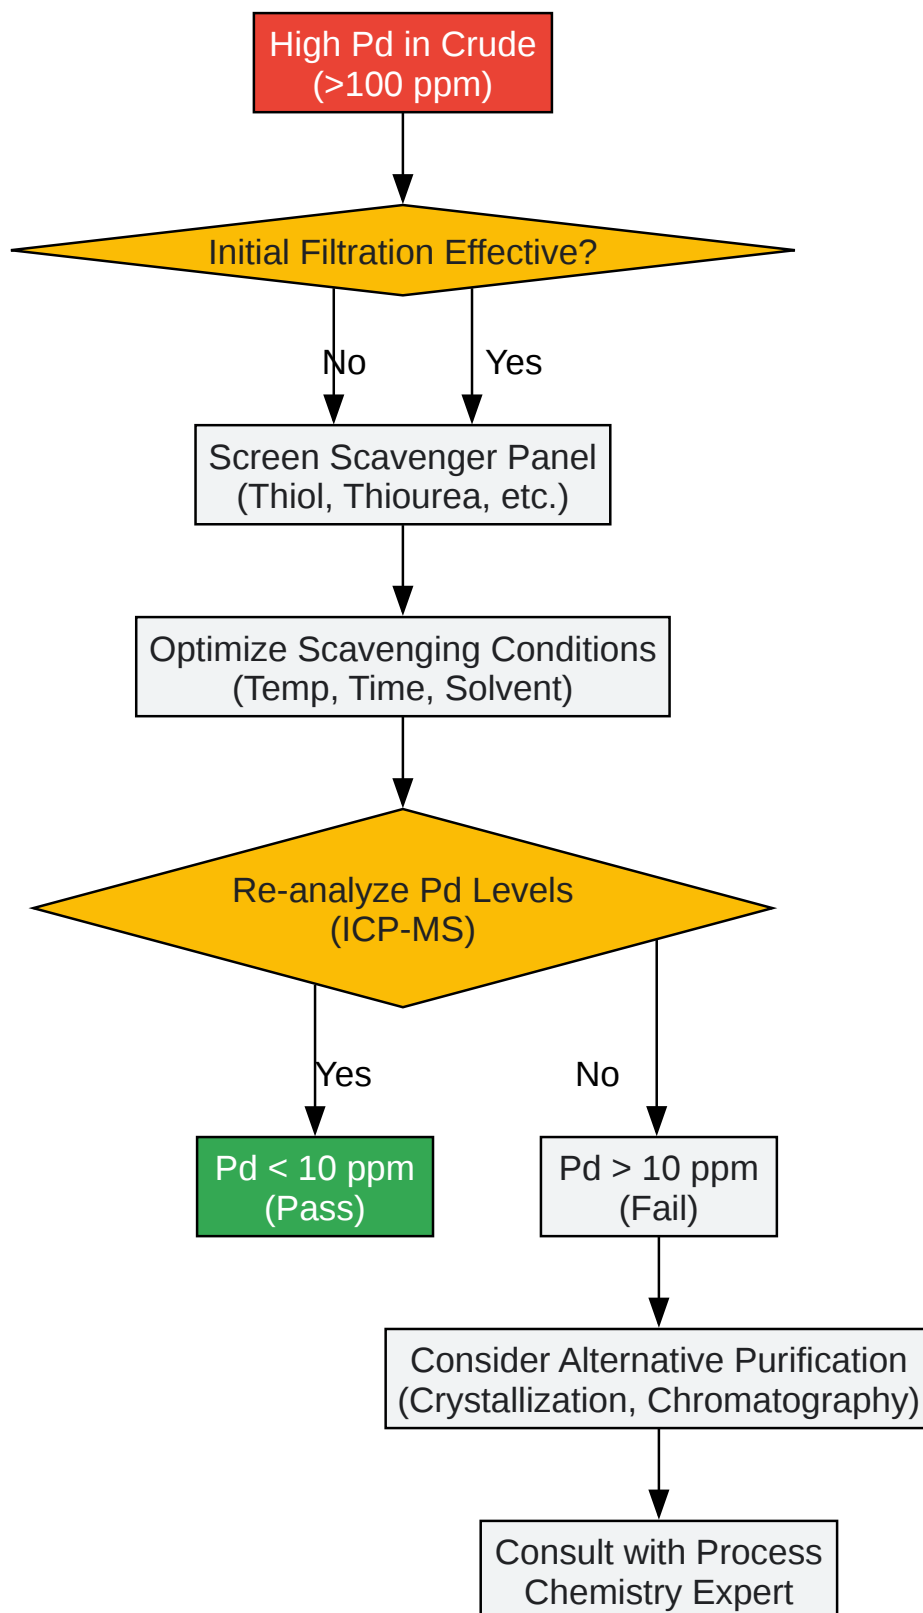 High Pd in Crude
(>100 ppm)
Initial Filtration Effective?
No
Yes
Screen Scavenger Panel
(Thiol, Thiourea, etc.)
Optimize Scavenging Conditions
(Temp, Time, Solvent)
Re-analyze Pd Levels
(ICP-MS)
Yes
No
Pd < 10 ppm
(Pass)
Pd > 10 ppm
(Fail)
Consider Alternative Purification
(Crystallization, Chromatography)
Consult with Process
Chemistry Expert